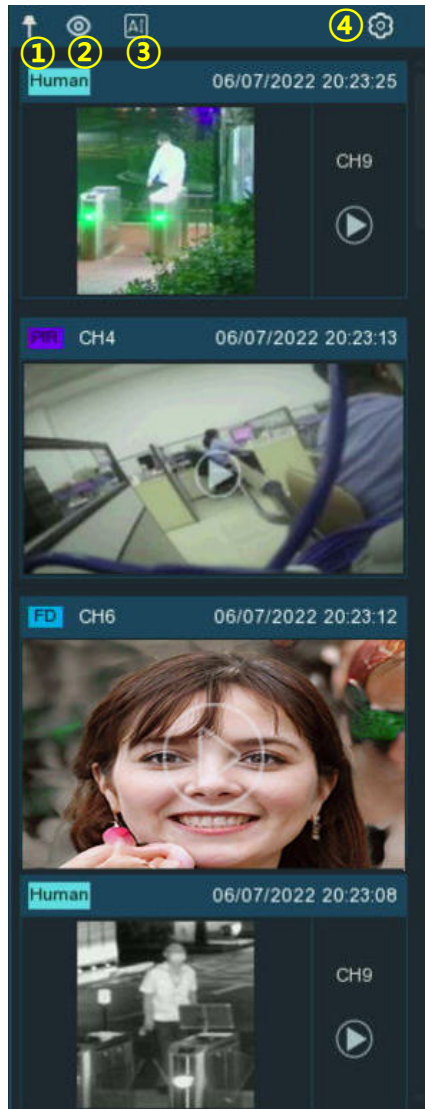 ① ② AI ③ ④
Human 06/07/2022 20:23:25
CH9
PIR CH4 06/07/2022 20:23:13
FD CH6 06/07/2022 20:23:12
Human 06/07/2022 20:23:08
CH9